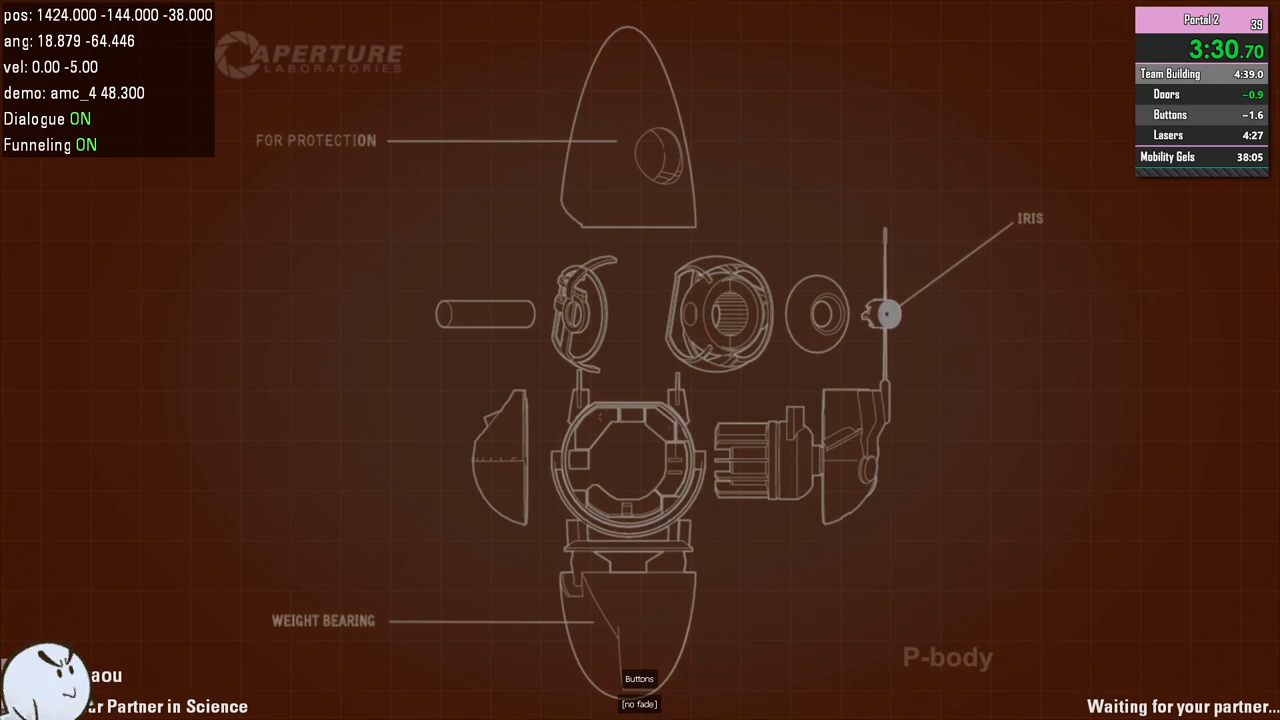 pos: 1424.000 -144.000 -38.000
ang: 18.879 -64.446
vel: 0.00 -5.00
demo: amc_4 48.300
Dialogue ON
Funneling ON
APERTURE
LABORATORIES
Portal 2
39
3:30.70
Team Building 4:39.0
Doors −0.9
Buttons −1.6
Lasers 4:27
Mobility Gels 38:05
FOR PROTECTION
IRIS
WEIGHT BEARING
P-body
aou
Partner in Science
Buttons
[no fade]
Waiting for your partner...